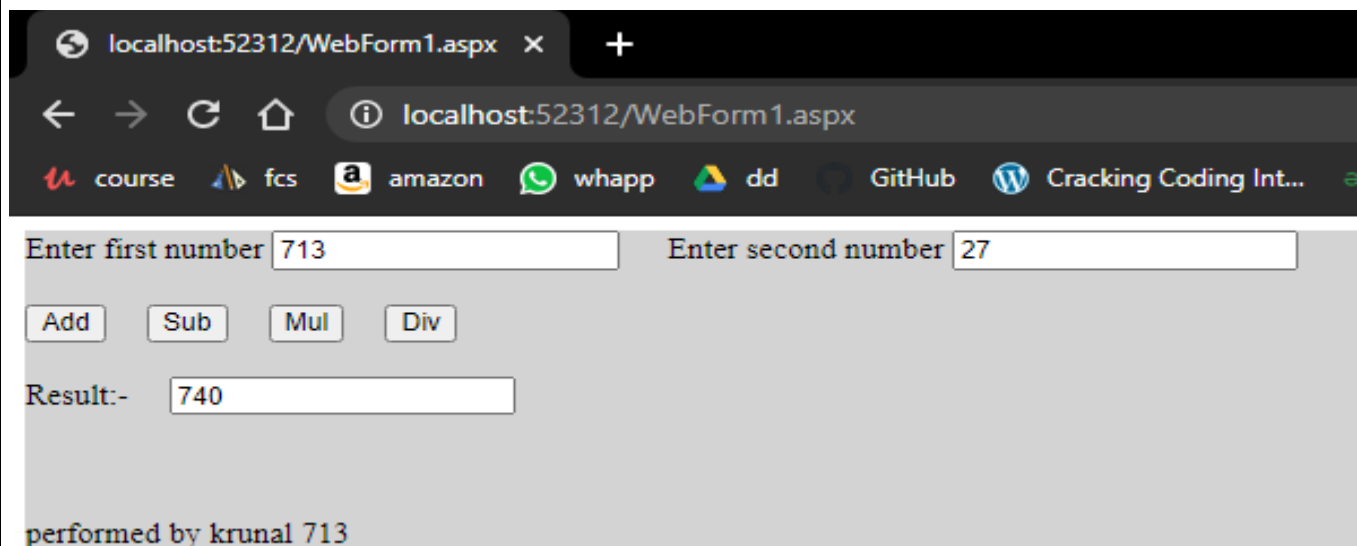 localhost:52312/WebForm1.aspx
localhost:52312/WebForm1.aspx
course fcs amazon whapp dd GitHub Cracking Coding Int...
Enter first number 713 Enter second number 27
Add Sub Mul Div
Result:- 740
performed by krunal 713